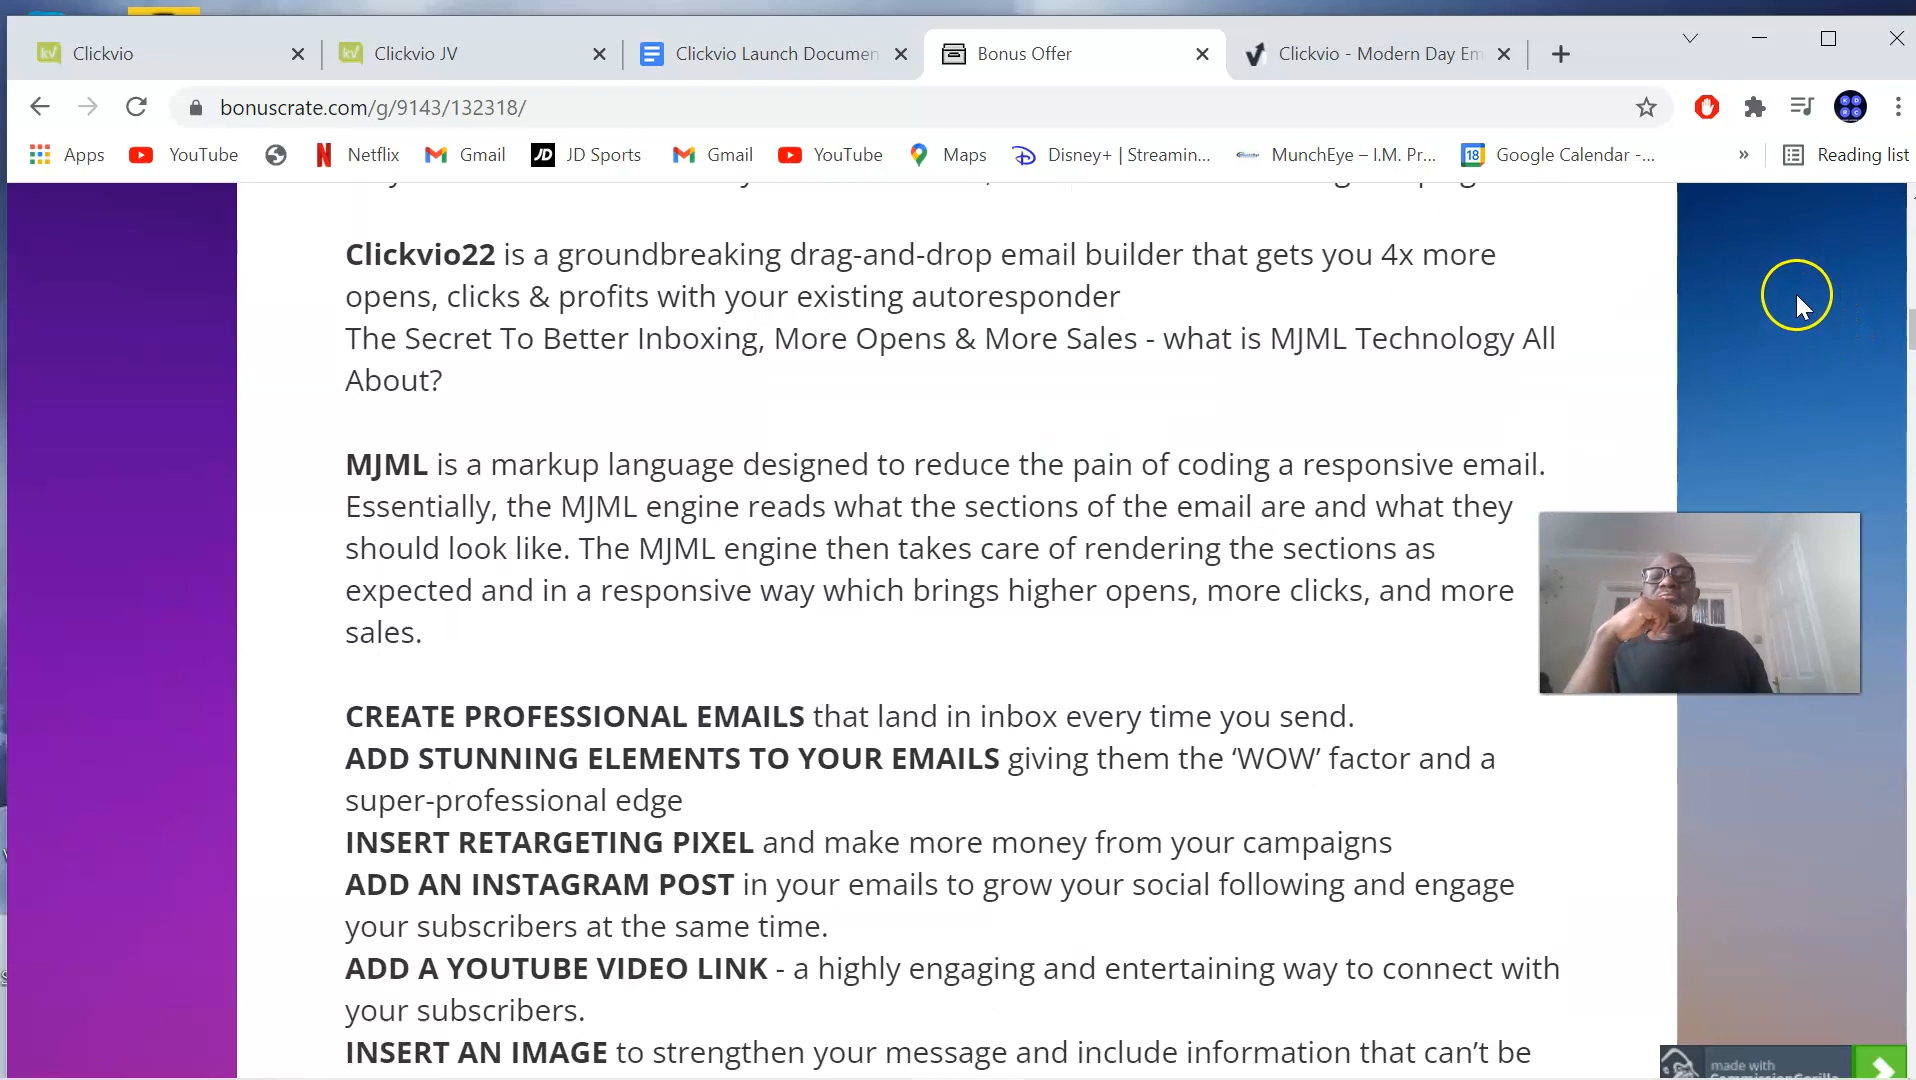 Clickvio
Clickvio JV
Clickvio Launch Documen
Bonus Offer
Clickvio - Modern Day Em
bonuscrate.com/g/9143/132318/
Apps
YouTube
Netflix
Gmail
JD
JD Sports
Gmail
YouTube
Maps
Disney+ | Streamin...
MunchEye – I.M. Pr...
18
Google Calendar -...
»
Reading list
Clickvio22 is a groundbreaking drag-and-drop email builder that gets you 4x more
opens, clicks & profits with your existing autoresponder
The Secret To Better Inboxing, More Opens & More Sales - what is MJML Technology All
About?
MJML is a markup language designed to reduce the pain of coding a responsive email.
Essentially, the MJML engine reads what the sections of the email are and what they
should look like. The MJML engine then takes care of rendering the sections as
expected and in a responsive way which brings higher opens, more clicks, and more
sales.
CREATE PROFESSIONAL EMAILS that land in inbox every time you send.
ADD STUNNING ELEMENTS TO YOUR EMAILS giving them the ‘WOW’ factor and a
super-professional edge
INSERT RETARGETING PIXEL and make more money from your campaigns
ADD AN INSTAGRAM POST in your emails to grow your social following and engage
your subscribers at the same time.
ADD A YOUTUBE VIDEO LINK - a highly engaging and entertaining way to connect with
your subscribers.
INSERT AN IMAGE to strengthen your message and include information that can’t be
made with